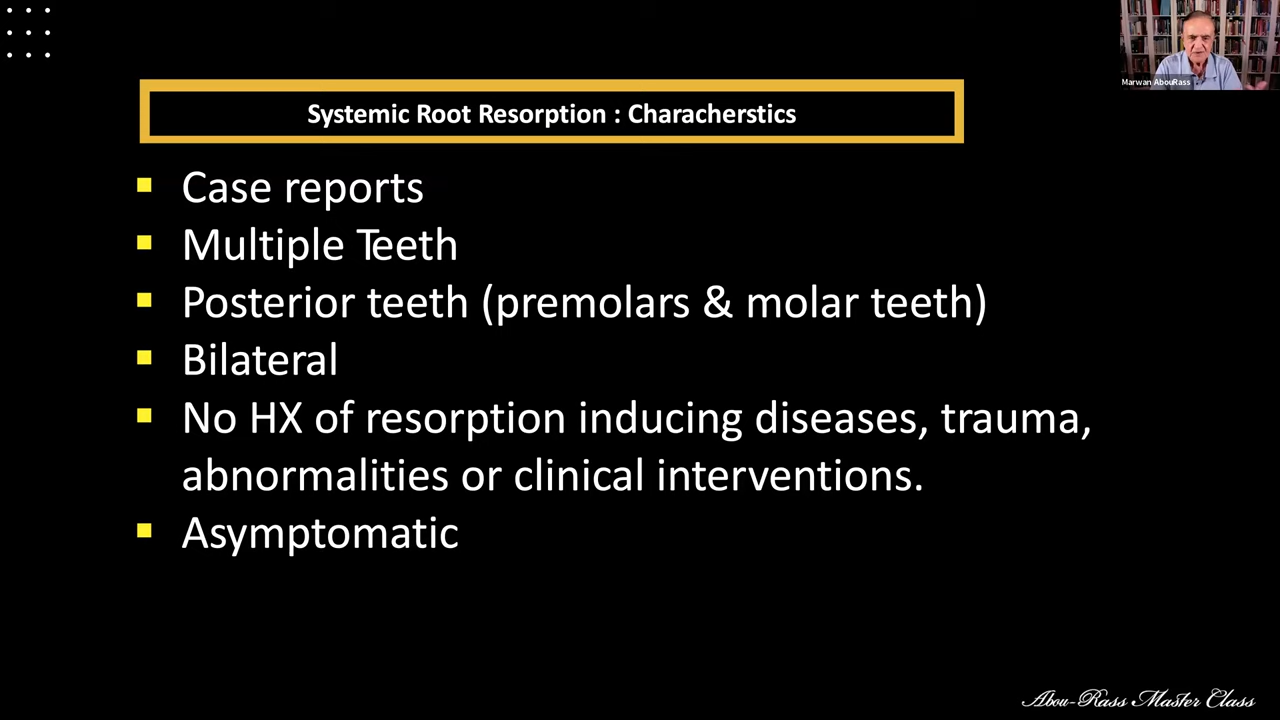 Marwan AbouRass
Systemic Root Resorption : Characherstics
▪ Case reports
▪ Multiple Teeth
▪ Posterior teeth (premolars & molar teeth)
▪ Bilateral
▪ No HX of resorption inducing diseases, trauma,
abnormalities or clinical interventions.
▪ Asymptomatic
Abou-Rass Master Class